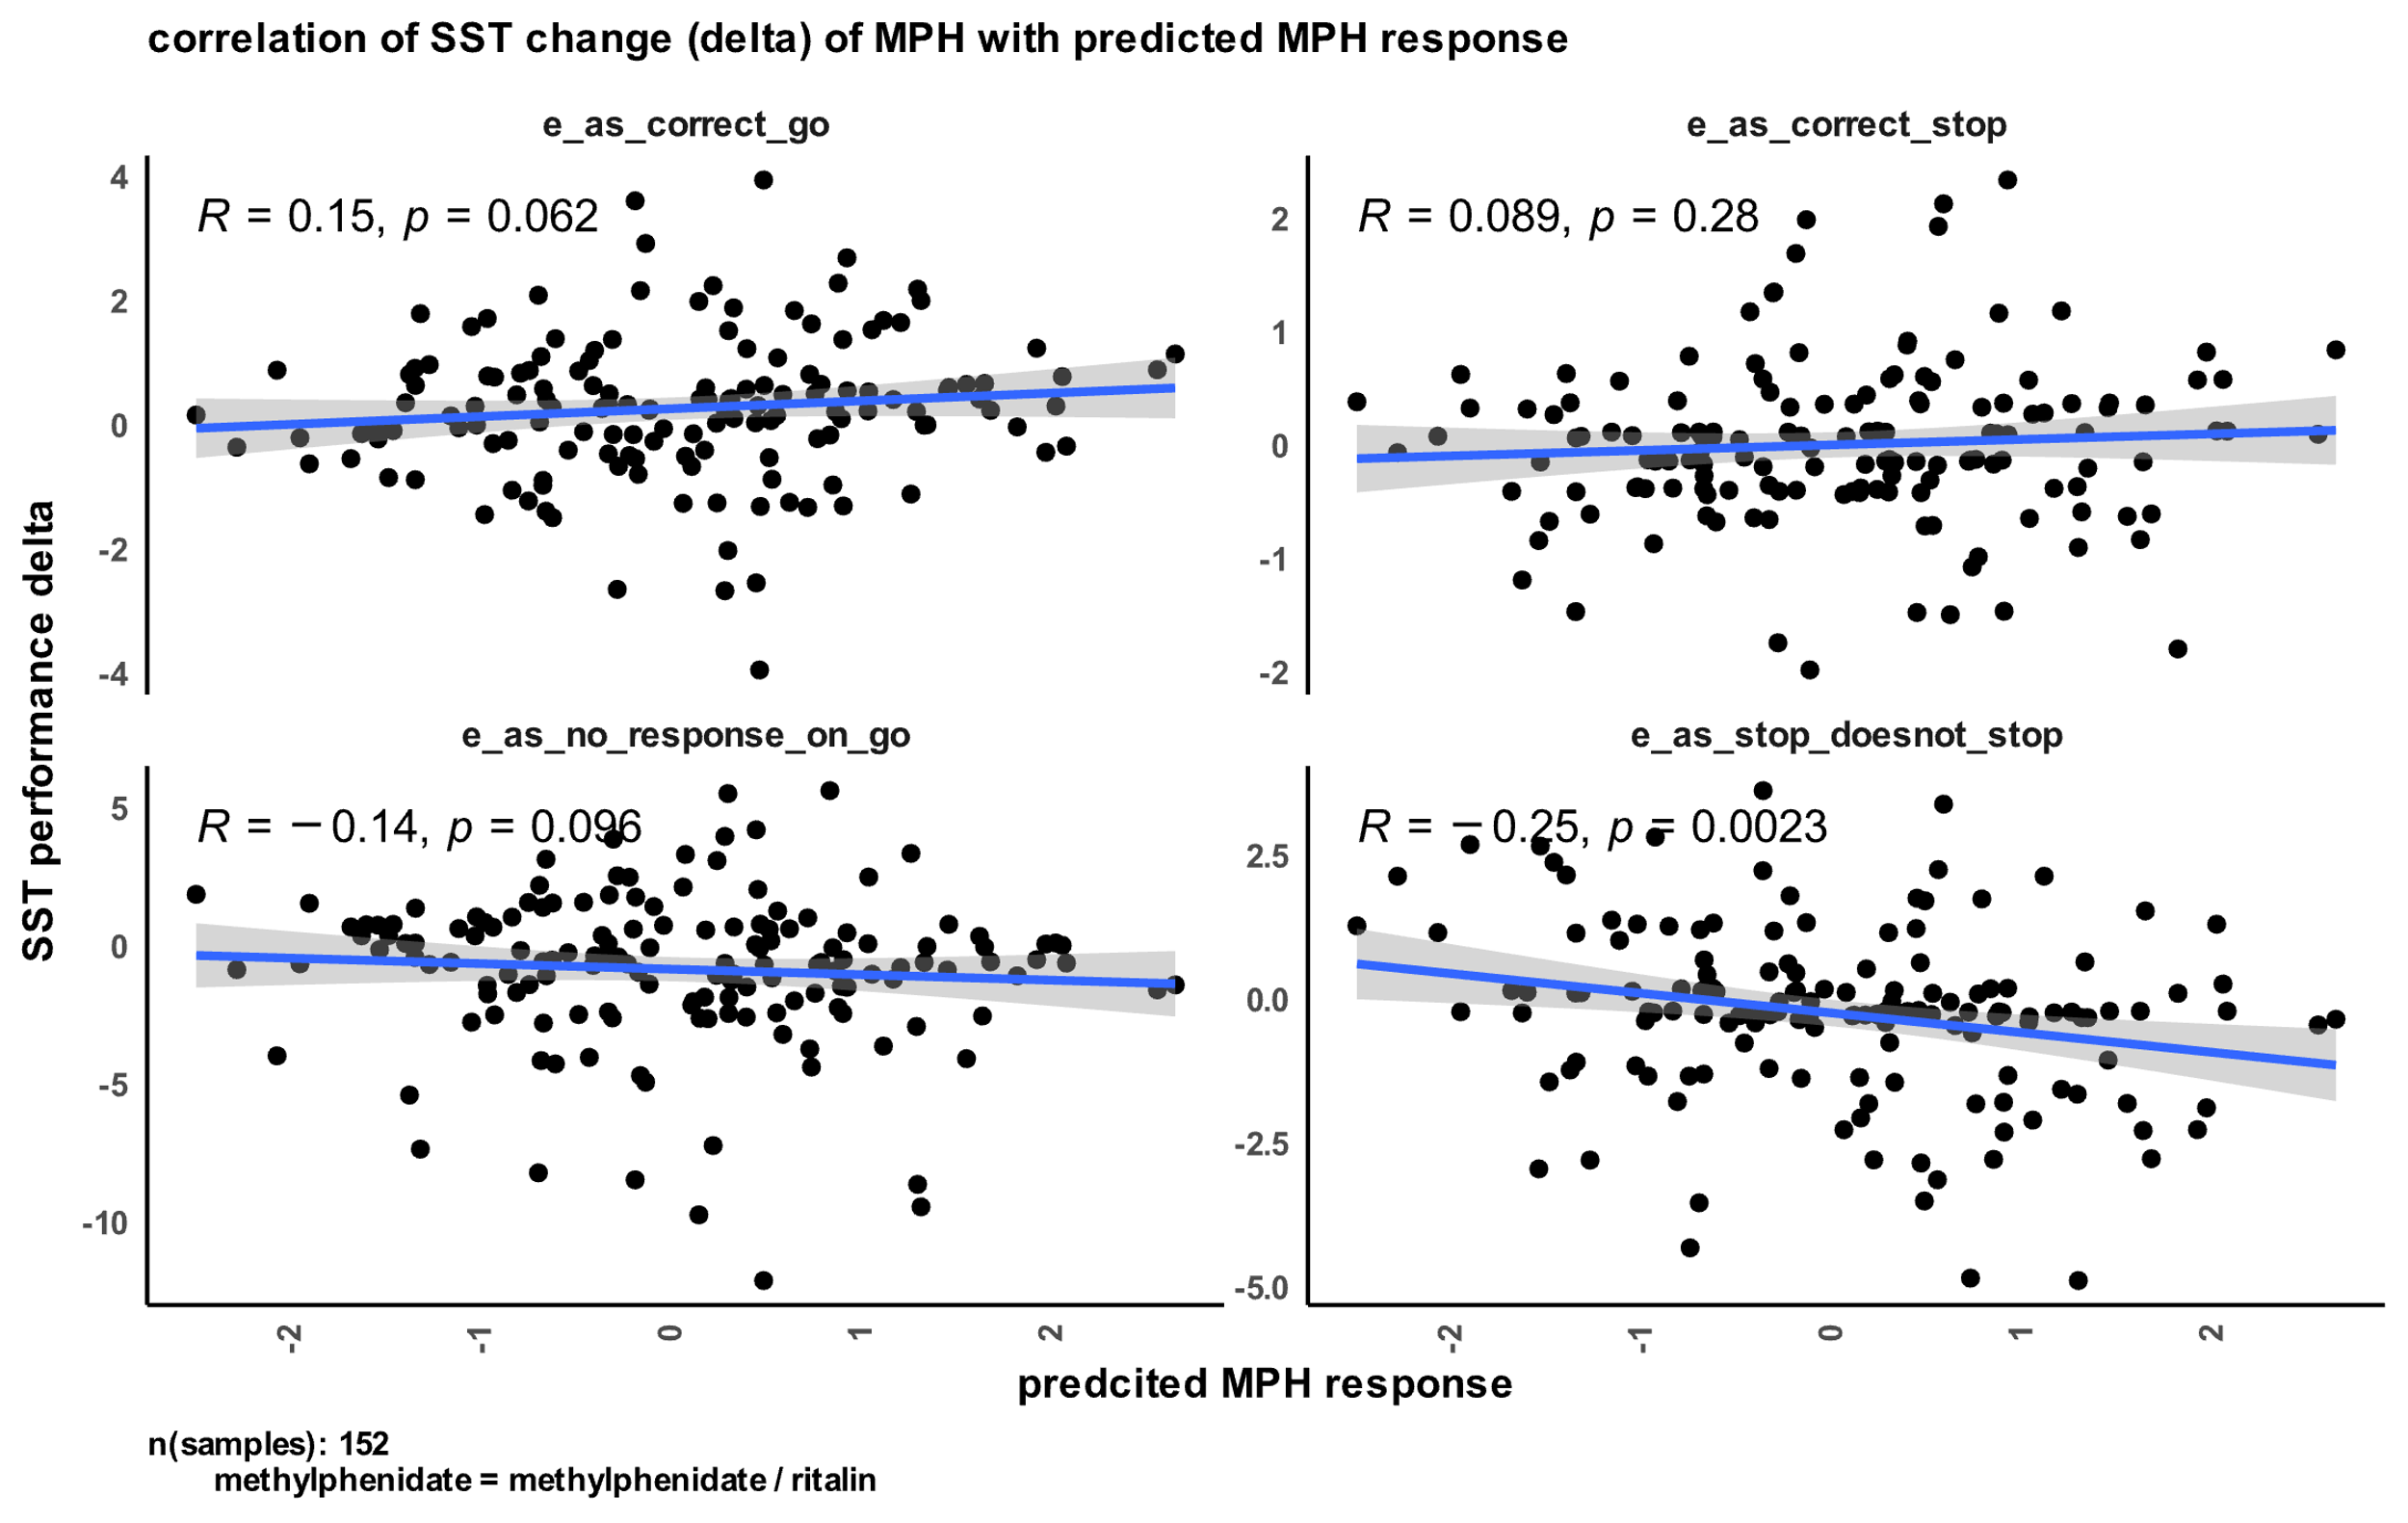 correlation of SST change (delta) of MPH with predicted MPH response
e_as_correct_go
e_as_correct_stop
4
2
0
-2
-4
R = 0.15, p = 0.062
2
1
0
-1
-2
R = 0.089, p = 0.28
SST performance delta
e_as_no_response_on_go
e_as_stop_doesnot_stop
5
0
-5
-10
R = −0.14, p = 0.096
2.5
0.0
-2.5
-5.0
R = −0.25, p = 0.0023
-2 -1 0 1 2
-2 -1 0 1 2
predcited MPH response
n(samples): 152
methylphenidate = methylphenidate / ritalin